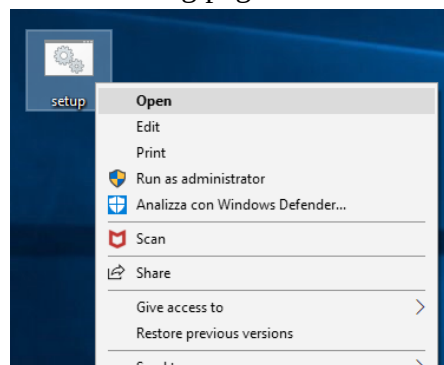 setup
Open
Edit
Print
Run as administrator
Analizza con Windows Defender...
Scan
Share
Give access to
Restore previous versions